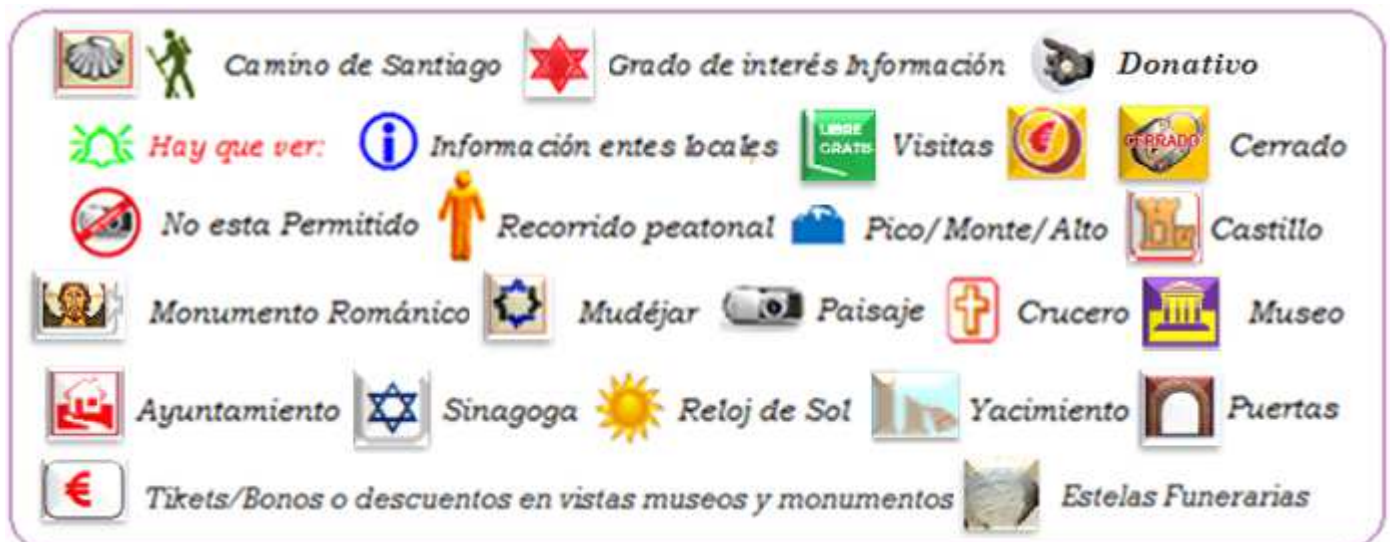 Camino de Santiago Grado de interés Información Donativo
Hay que ver: Información entes locales LIBRE GRATIS Visitas € CERRADO Cerrado
No esta Permitido Recorrido peatonal Pico/Monte/Alto Castillo
Monumento Románico Mudéjar Paisaje Crucero Museo
Ayuntamiento Sinagoga Reloj de Sol Yacimiento Puertas
€ Tikets/Bonos o descuentos en vistas museos y monumentos Estelas Funerarias